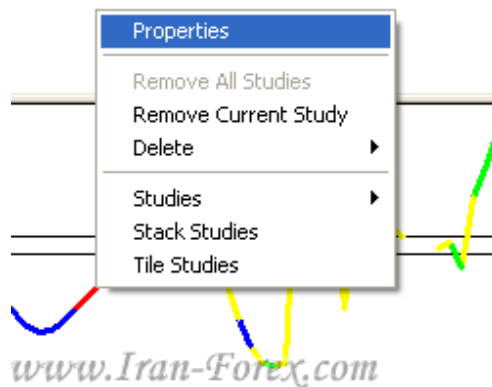 Properties
Remove All Studies
Remove Current Study
Delete
Studies
Stack Studies
Tile Studies
www.Iran-Forex.com